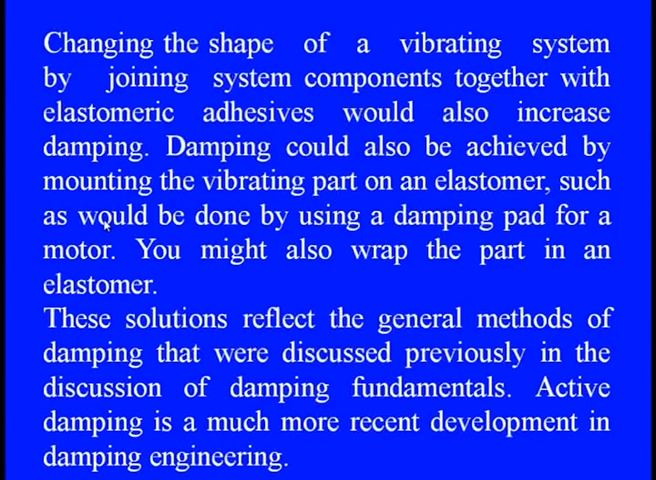 Changing the shape of a vibrating system
by joining system components together with
elastomeric adhesives would also increase
damping. Damping could also be achieved by
mounting the vibrating part on an elastomer, such
as would be done by using a damping pad for a
motor. You might also wrap the part in an
elastomer.
These solutions reflect the general methods of
damping that were discussed previously in the
discussion of damping fundamentals. Active
damping is a much more recent development in
damping engineering.